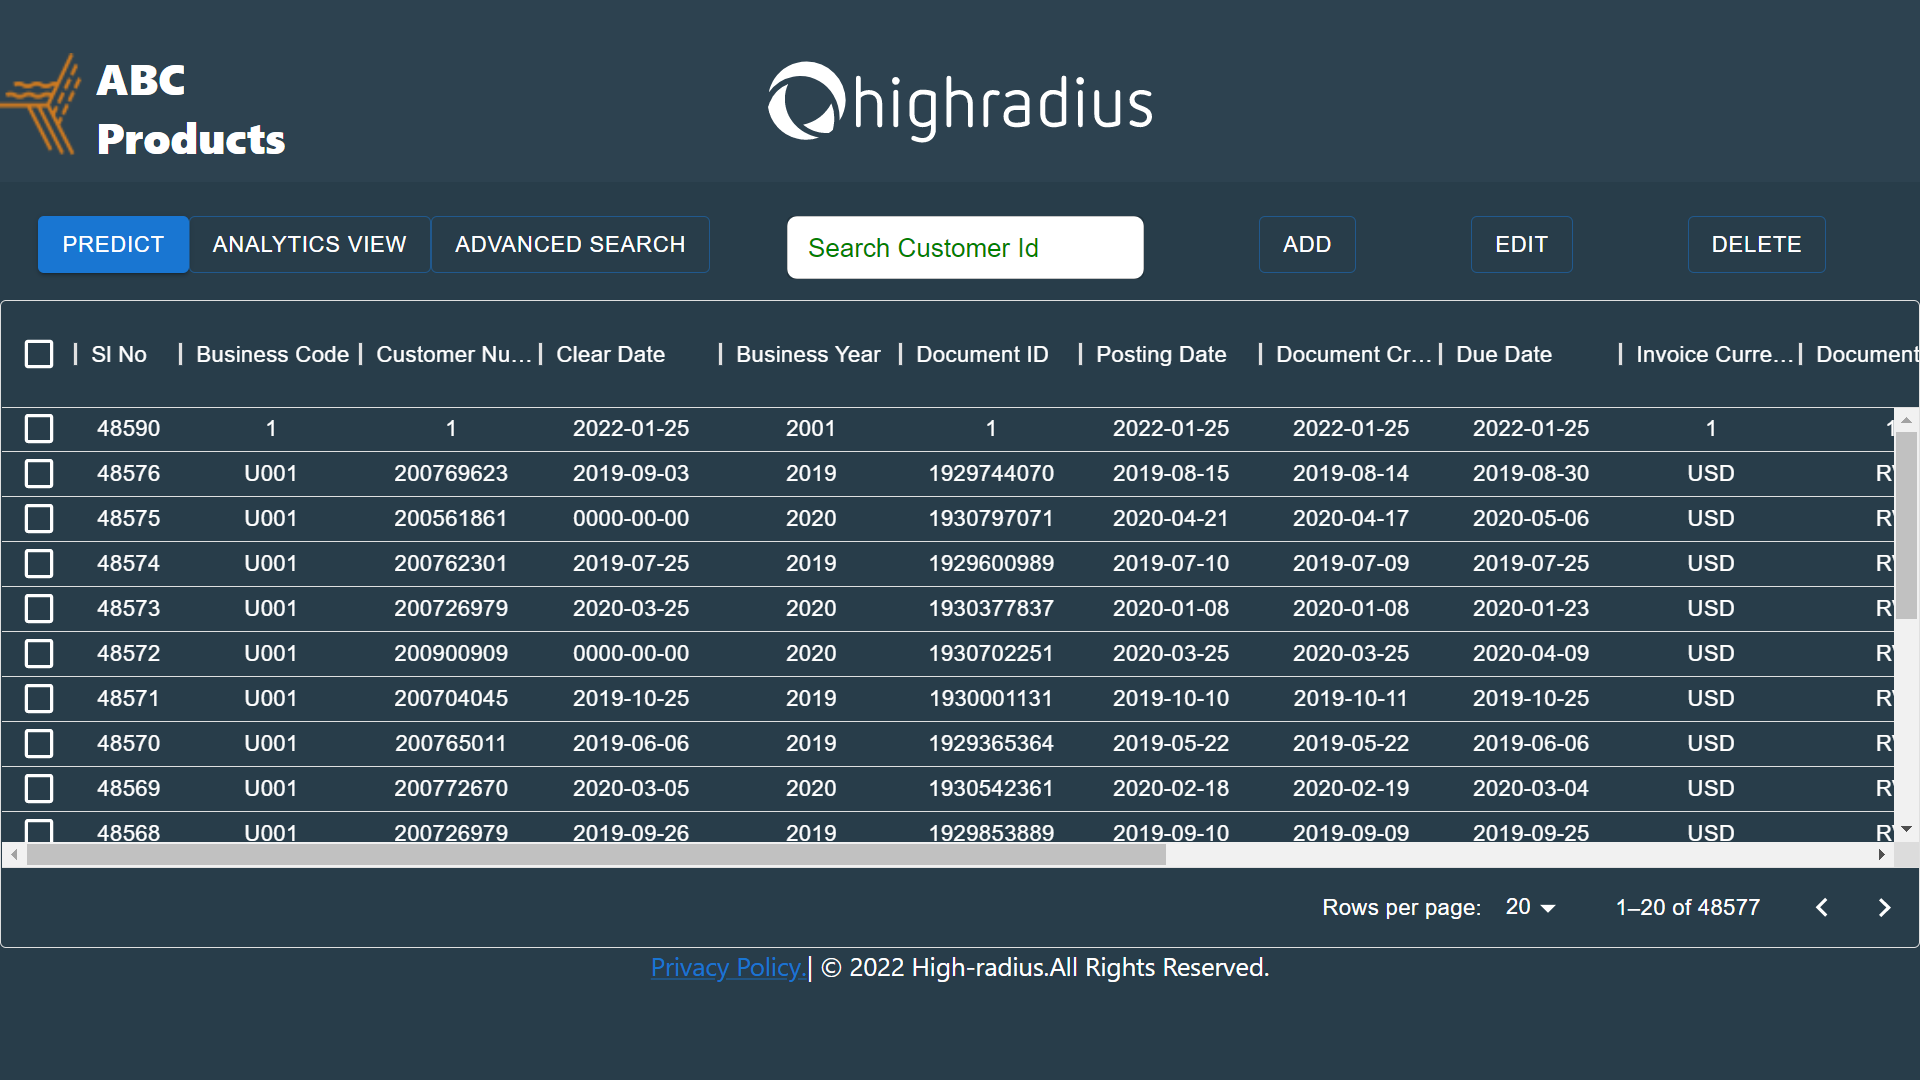 ABC
Products
highradius
PREDICT ANALYTICS VIEW ADVANCED SEARCH Search Customer Id ADD EDIT DELETE
Sl No Business Code Customer Nu... Clear Date Business Year Document ID Posting Date Document Cr... Due Date Invoice Curre... Document
48590 1 1 2022-01-25 2001 1 2022-01-25 2022-01-25 2022-01-25 1 1
48576 U001 200769623 2019-09-03 2019 1929744070 2019-08-15 2019-08-14 2019-08-30 USD
48575 U001 200561861 0000-00-00 2020 1930797071 2020-04-21 2020-04-17 2020-05-06 USD
48574 U001 200762301 2019-07-25 2019 1929600989 2019-07-10 2019-07-09 2019-07-25 USD
48573 U001 200726979 2020-03-25 2020 1930377837 2020-01-08 2020-01-08 2020-01-23 USD
48572 U001 200900909 0000-00-00 2020 1930702251 2020-03-25 2020-03-25 2020-04-09 USD
48571 U001 200704045 2019-10-25 2019 1930001131 2019-10-10 2019-10-11 2019-10-25 USD
48570 U001 200765011 2019-06-06 2019 1929365364 2019-05-22 2019-05-22 2019-06-06 USD
48569 U001 200772670 2020-03-05 2020 1930542361 2020-02-18 2020-02-19 2020-03-04 USD
48568 U001 200726979 2019-09-26 2019 1929853889 2019-09-10 2019-09-09 2019-09-25 USD
Rows per page: 20 1–20 of 48577
Privacy Policy.| © 2022 High-radius.All Rights Reserved.